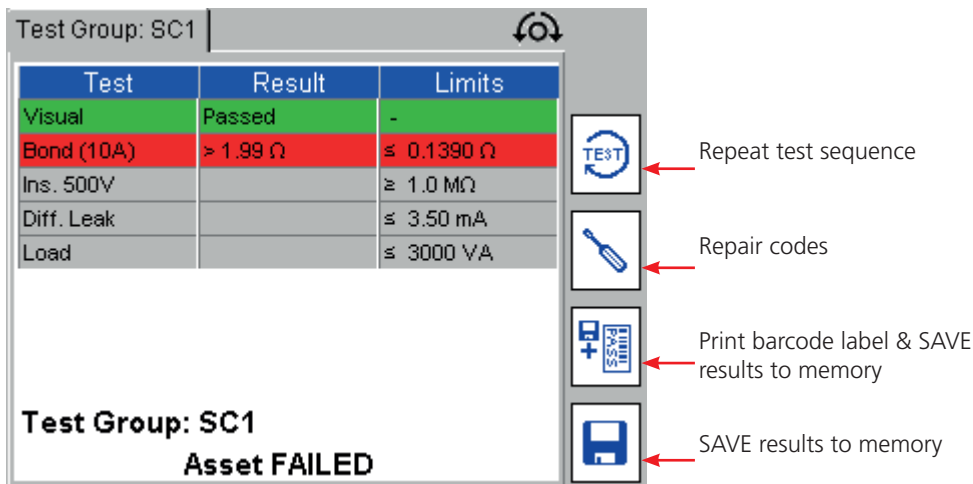 Test Group: SC1
Test Result Limits
Visual Passed -
Bond (10A) > 1.99 Ω ≤ 0.1390 Ω
Ins. 500V ≥ 1.0 MΩ
Diff. Leak ≤ 3.50 mA
Load ≤ 3000 VA
Test Group: SC1
Asset FAILED
TEST
Repeat test sequence
Repair codes
PASS
Print barcode label & SAVE
results to memory
SAVE results to memory